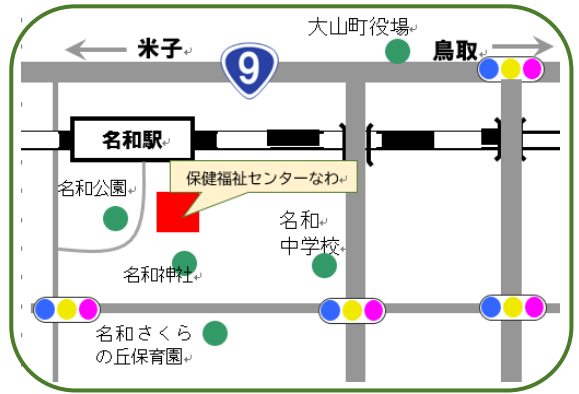 大山町役場
米子
鳥取
9
名和駅
保健福祉センターなわ
名和公園
名和
中学校
名和神社
名和さくら
の丘保育園